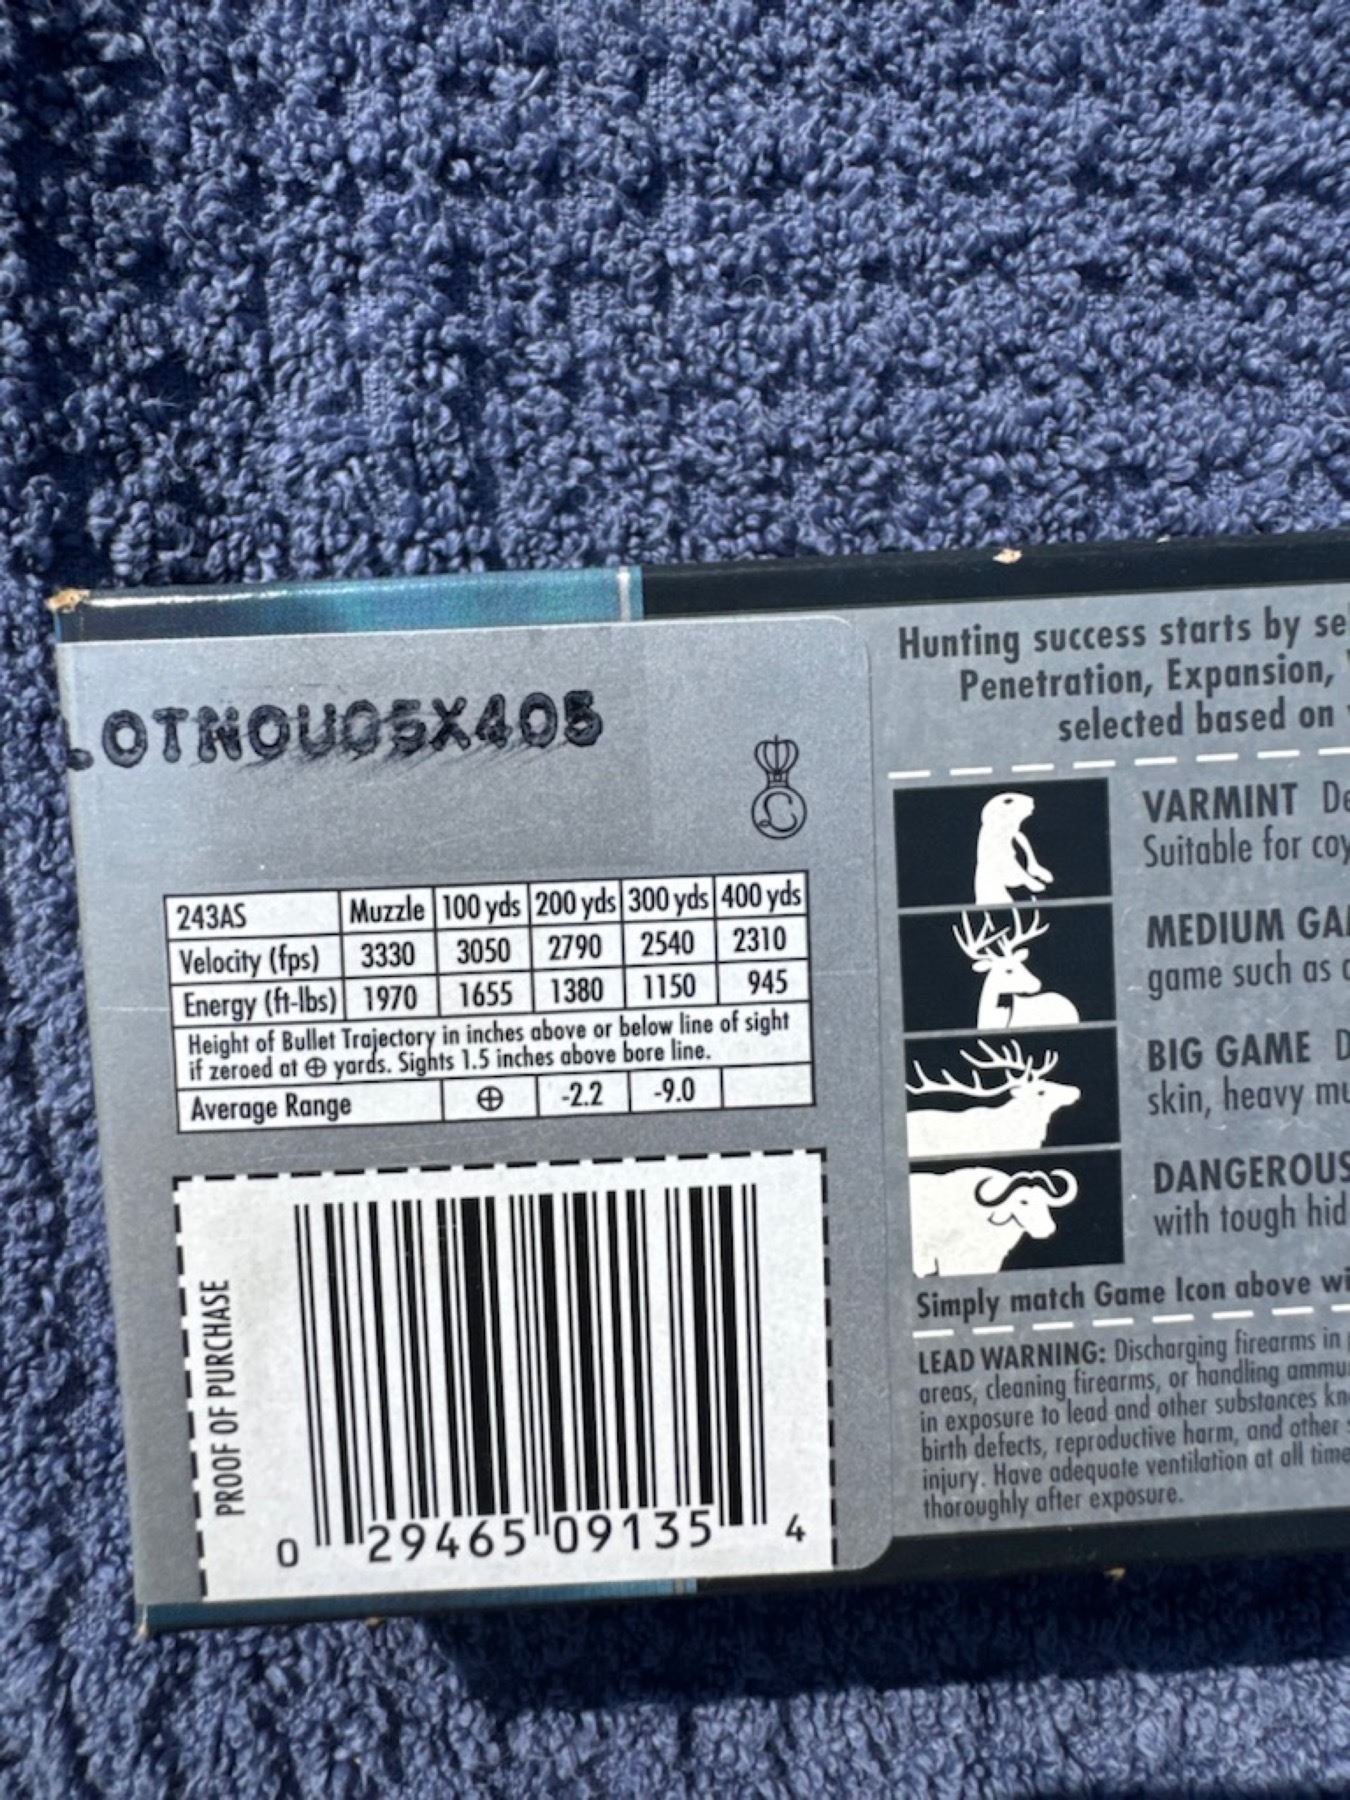 LOTNOU05X405
243AS Muzzle 100 yds 200 yds 300 yds 400 yds
Velocity (fps) 3330 3050 2790 2540 2310
Energy (ft-lbs) 1970 1655 1380 1150 945
Height of Bullet Trajectory in inches above or below line of sight
if zeroed at ⊕ yards. Sights 1.5 inches above bore line.
Average Range ⊕ -2.2 -9.0
PROOF OF PURCHASE
0 29465 09135 4
Hunting success starts by se
Penetration, Expansion,
selected based on
VARMINT De
Suitable for coy
MEDIUM GA
game such as
BIG GAME D
skin, heavy mu
DANGEROUS
with tough hid
Simply match Game Icon above wi
LEAD WARNING: Discharging firearms in
areas, cleaning firearms, or handling ammu
in exposure to lead and other substances kn
birth defects, reproductive harm, and other
injury. Have adequate ventilation at all time
thoroughly after exposure.